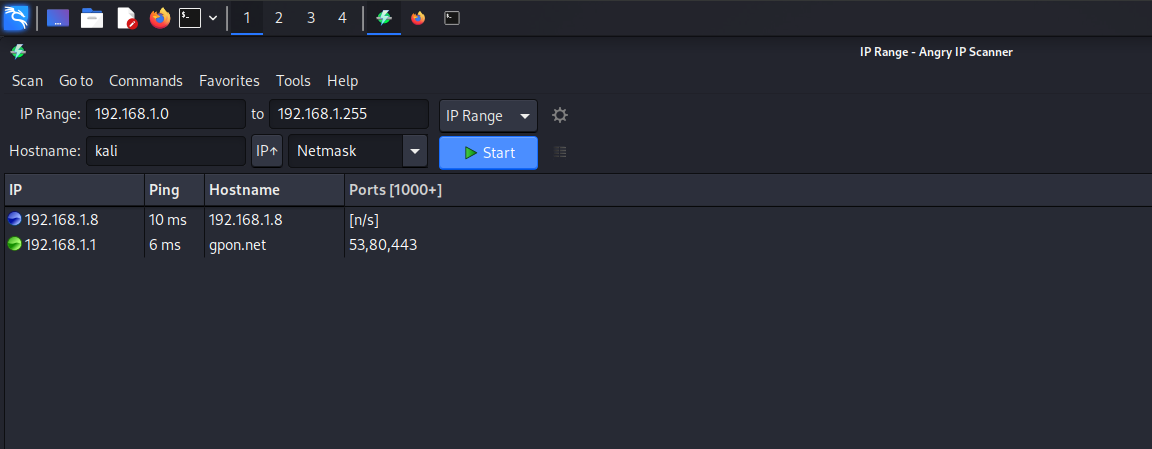 1 2 3 4
IP Range - Angry IP Scanner
Scan Go to Commands Favorites Tools Help
IP Range: 192.168.1.0 to 192.168.1.255 IP Range
Hostname: kali IP↑ Netmask Start
IP Ping Hostname Ports [1000+]
192.168.1.8 10 ms 192.168.1.8 [n/s]
192.168.1.1 6 ms gpon.net 53,80,443